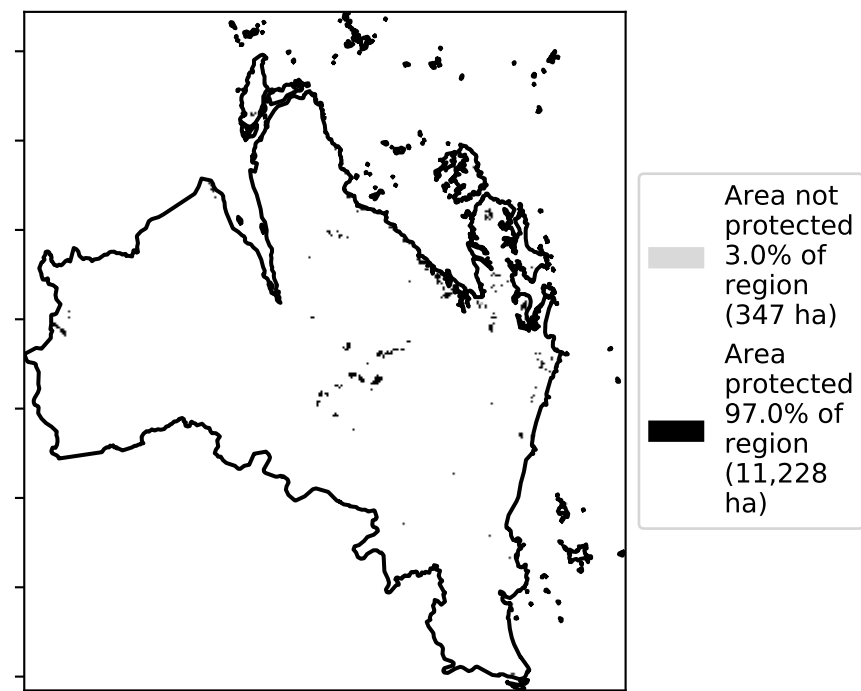 Area not
protected
3.0% of
region
(347 ha)
Area
protected
97.0% of
region
(11,228
ha)